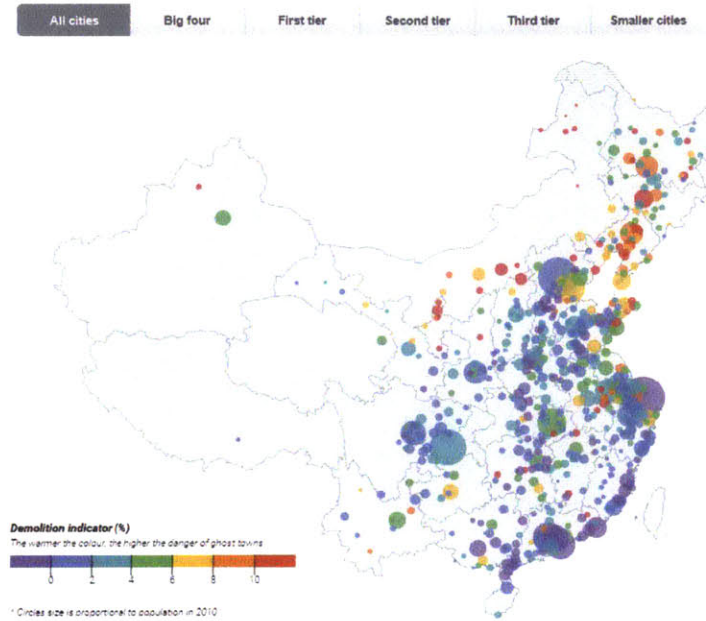 All cities Big four First tier Second tier Third tier Smaller cities
Demolition indicator (%)
The warmer the colour, the higher the danger of ghost towns
0 2 4 6 8 10
* Circles size is proportional to population in 2010